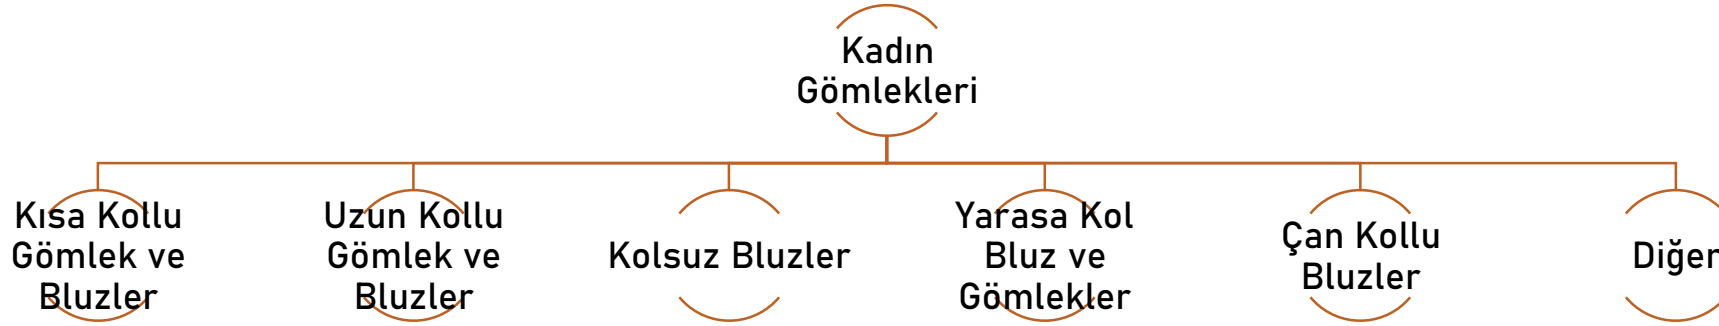 Kadın
Gömlekleri
Kısa Kollu
Gömlek ve
Bluzler
Uzun Kollu
Gömlek ve
Bluzler
Kolsuz Bluzler
Yarasa Kol
Bluz ve
Gömlekler
Çan Kollu
Bluzler
Diğer